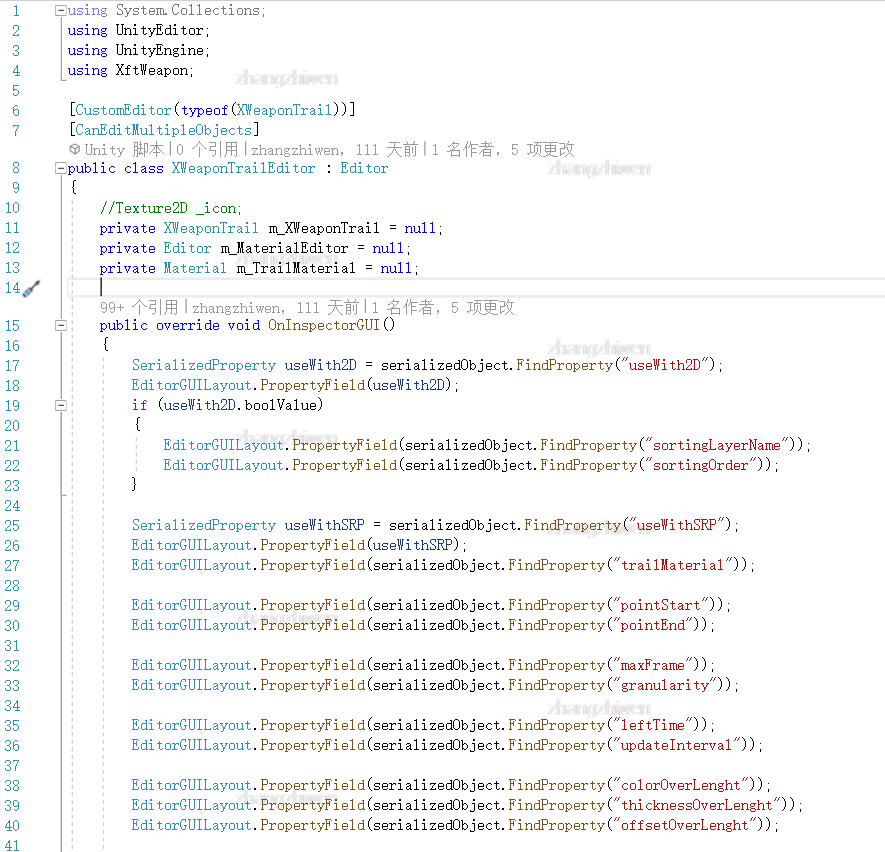 1 using System.Collections;
2 using UnityEditor;
3 using UnityEngine;
4 using XftWeapon;
zhangzhiwen
5
6 [CustomEditor(typeof(XWeaponTrail))]
7 [CanEditMultipleObjects]
Unity 脚本|0 个引用|zhangzhiwen, 111 天前|1 名作者, 5 项更改
8 public class XWeaponTrailEditor : Editor
zhangzhiwen
9 {
10 //Texture2D _icon;
11 private XWeaponTrail m_XWeaponTrail = null;
12 private Editor m_MaterialEditor = null;
zhangzhiwen
13 private Material m_TrailMaterial = null;
14
99+ 个引用|zhangzhiwen, 111 天前|1 名作者, 5 项更改
15 public override void OnInspectorGUI()
16 {
zhangzhiwen
17 SerializedProperty useWith2D = serializedObject.FindProperty("useWith2D");
18 EditorGUILayout.PropertyField(useWith2D);
19 if (useWith2D.boolValue)
20 {
zhangzhiwen
21 EditorGUILayout.PropertyField(serializedObject.FindProperty("sortingLayerName"));
22 EditorGUILayout.PropertyField(serializedObject.FindProperty("sortingOrder"));
23 }
24
25 SerializedProperty useWithSRP = serializedObject.FindProperty("useWithSRP");
zhangzhiwen
26 EditorGUILayout.PropertyField(useWithSRP);
27 EditorGUILayout.PropertyField(serializedObject.FindProperty("trailMaterial"));
28
29 EditorGUILayout.PropertyField(serializedObject.FindProperty("pointStart"));
zhangzhiwen
30 EditorGUILayout.PropertyField(serializedObject.FindProperty("pointEnd"));
31
32 EditorGUILayout.PropertyField(serializedObject.FindProperty("maxFrame"));
33 EditorGUILayout.PropertyField(serializedObject.FindProperty("granularity"));
34
zhangzhiwen
35 EditorGUILayout.PropertyField(serializedObject.FindProperty("leftTime"));
36 EditorGUILayout.PropertyField(serializedObject.FindProperty("updateInterval"));
37
38 EditorGUILayout.PropertyField(serializedObject.FindProperty("colorOverLenght"));
zhangzhiwen
39 EditorGUILayout.PropertyField(serializedObject.FindProperty("thicknessOverLenght"));
40 EditorGUILayout.PropertyField(serializedObject.FindProperty("offsetOverLenght"));
41